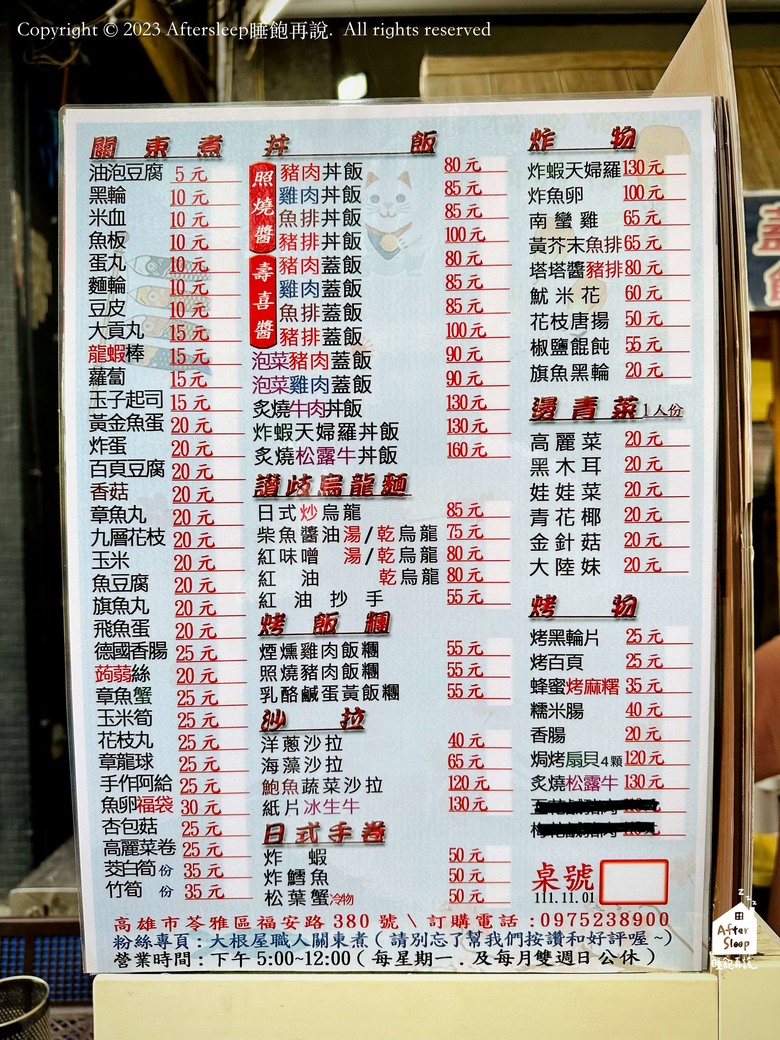 Copyright © 2023 Aftersleep睡飽再說. All rights reserved
關東煮
油泡豆腐 5元
黑輪 10元
米血 10元
魚板 10元
蛋丸 10元
麵輪 10元
豆皮 10元
大貢丸 15元
龍蝦棒 15元
蘿蔔 15元
玉子起司 15元
黃金魚蛋 20元
炸蛋 20元
百頁豆腐 20元
香菇 20元
章魚丸 20元
九層花枝 20元
玉米 20元
魚豆腐 20元
旗魚丸 20元
飛魚蛋 20元
德國香腸 25元
蒟蒻絲 20元
章魚蟹 25元
玉米筍 25元
花枝丸 25元
章龍球 25元
手作阿給 25元
魚卵福袋 30元
杏包菇 25元
高麗菜卷 25元
茭白筍 份 35元
竹筍 份 35元
丼飯
照燒醬
豬肉丼飯 80元
雞肉丼飯 85元
魚排丼飯 85元
豬排丼飯 100元
壽喜醬
豬肉蓋飯 80元
雞肉蓋飯 85元
魚排蓋飯 85元
豬排蓋飯 100元
泡菜豬肉蓋飯 90元
泡菜雞肉蓋飯 90元
炙燒牛肉丼飯 130元
炸蝦天婦羅丼飯 130元
炙燒松露牛丼飯 160元
讚歧烏龍麵
日式炒烏龍 85元
柴魚醬油湯/乾烏龍 75元
紅味噌 湯/乾烏龍 80元
紅油 乾烏龍 80元
紅油抄手 55元
烤飯糰
煙燻雞肉飯糰 55元
照燒豬肉飯糰 55元
乳酪鹹蛋黃飯糰 55元
沙拉
洋蔥沙拉 40元
海藻沙拉 65元
鮑魚蔬菜沙拉 120元
紙片冰生牛 130元
日式手卷
炸蝦 50元
炸鱈魚 50元
松葉蟹冷物 50元
炸物
炸蝦天婦羅 130元
炸魚卵 100元
南蠻雞 65元
黃芥末魚排 65元
塔塔醬豬排 80元
魷米花 60元
花枝唐揚 50元
椒鹽餛飩 55元
旗魚黑輪 20元
燙青菜 1人份
高麗菜 20元
黑木耳 20元
娃娃菜 20元
青花椰 20元
金針菇 20元
大陸妹 20元
烤物
烤黑輪片 25元
烤百頁 25元
蜂蜜烤麻糬 35元
糯米腸 40元
香腸 20元
焗烤扇貝4顆 120元
炙燒松露牛 130元
桌號
111.11.01
高雄市苓雅區福安路380號\訂購電話:0975238900
粉絲專頁:大根屋職人關東煮(請別忘了幫我們按讚和好評喔~)
營業時間:下午5:00~12:00(每星期一.及每月雙週日公休)
z z
After Sleep
睡飽再說